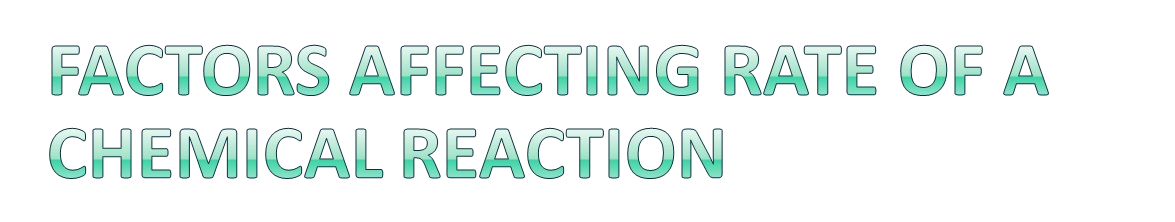 FACTORS AFFECTING RATE OF A
CHEMICAL REACTION